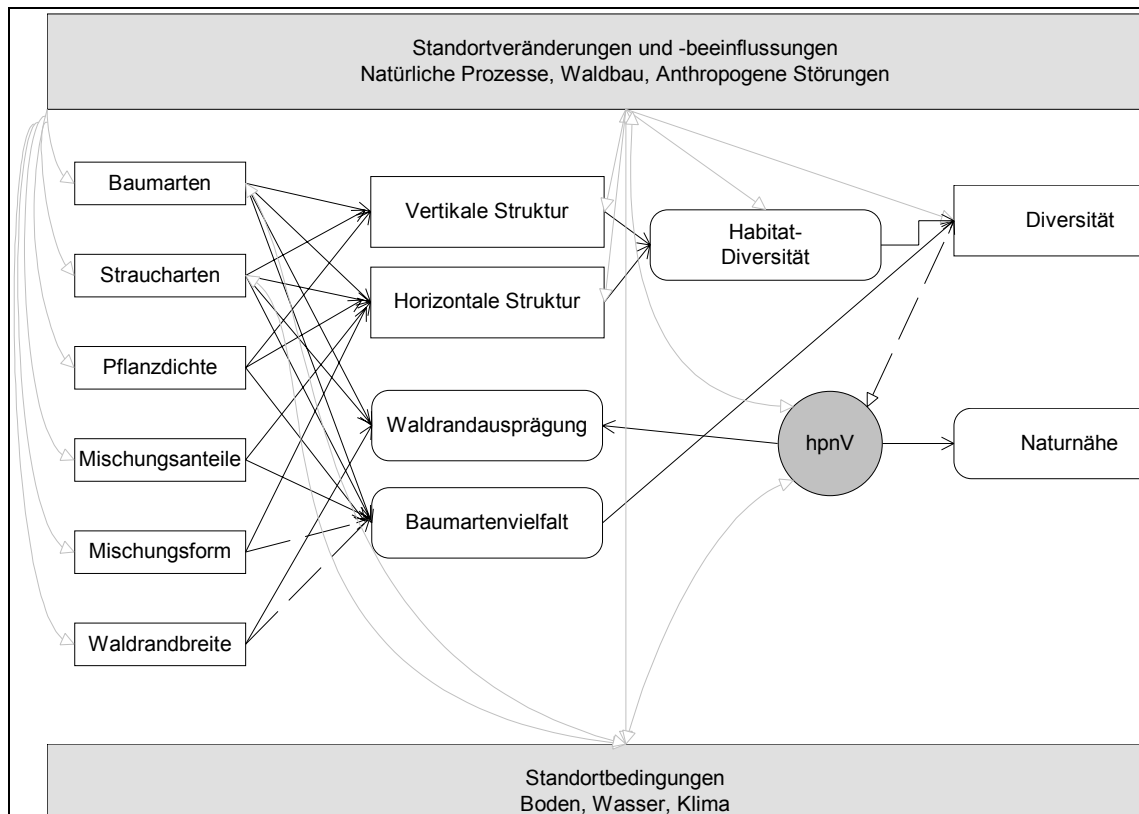 Standortveränderungen und -beeinflussungen
Natürliche Prozesse, Waldbau, Anthropogene Störungen
Baumarten
Straucharten
Pflanzdichte
Mischungsanteile
Mischungsform
Waldrandbreite
Vertikale Struktur
Horizontale Struktur
Waldrandausprägung
Baumartenvielfalt
Habitat-
Diversität
hpnV
Diversität
Naturnähe
Standortbedingungen
Boden, Wasser, Klima